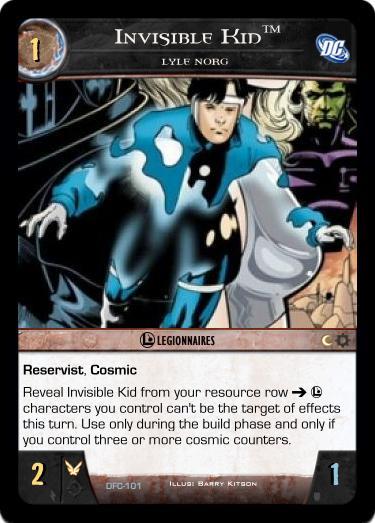 1
INVISIBLE KID™
DC
LYLE NORG
L LEGIONNAIRES
Reservist, Cosmic
Reveal Invisible Kid from your resource row ➔ L
characters you control can't be the target of effects
this turn. Use only during the build phase and only if
you control three or more cosmic counters.
2
DFC-101
ILLUS: BARRY KITSON
1